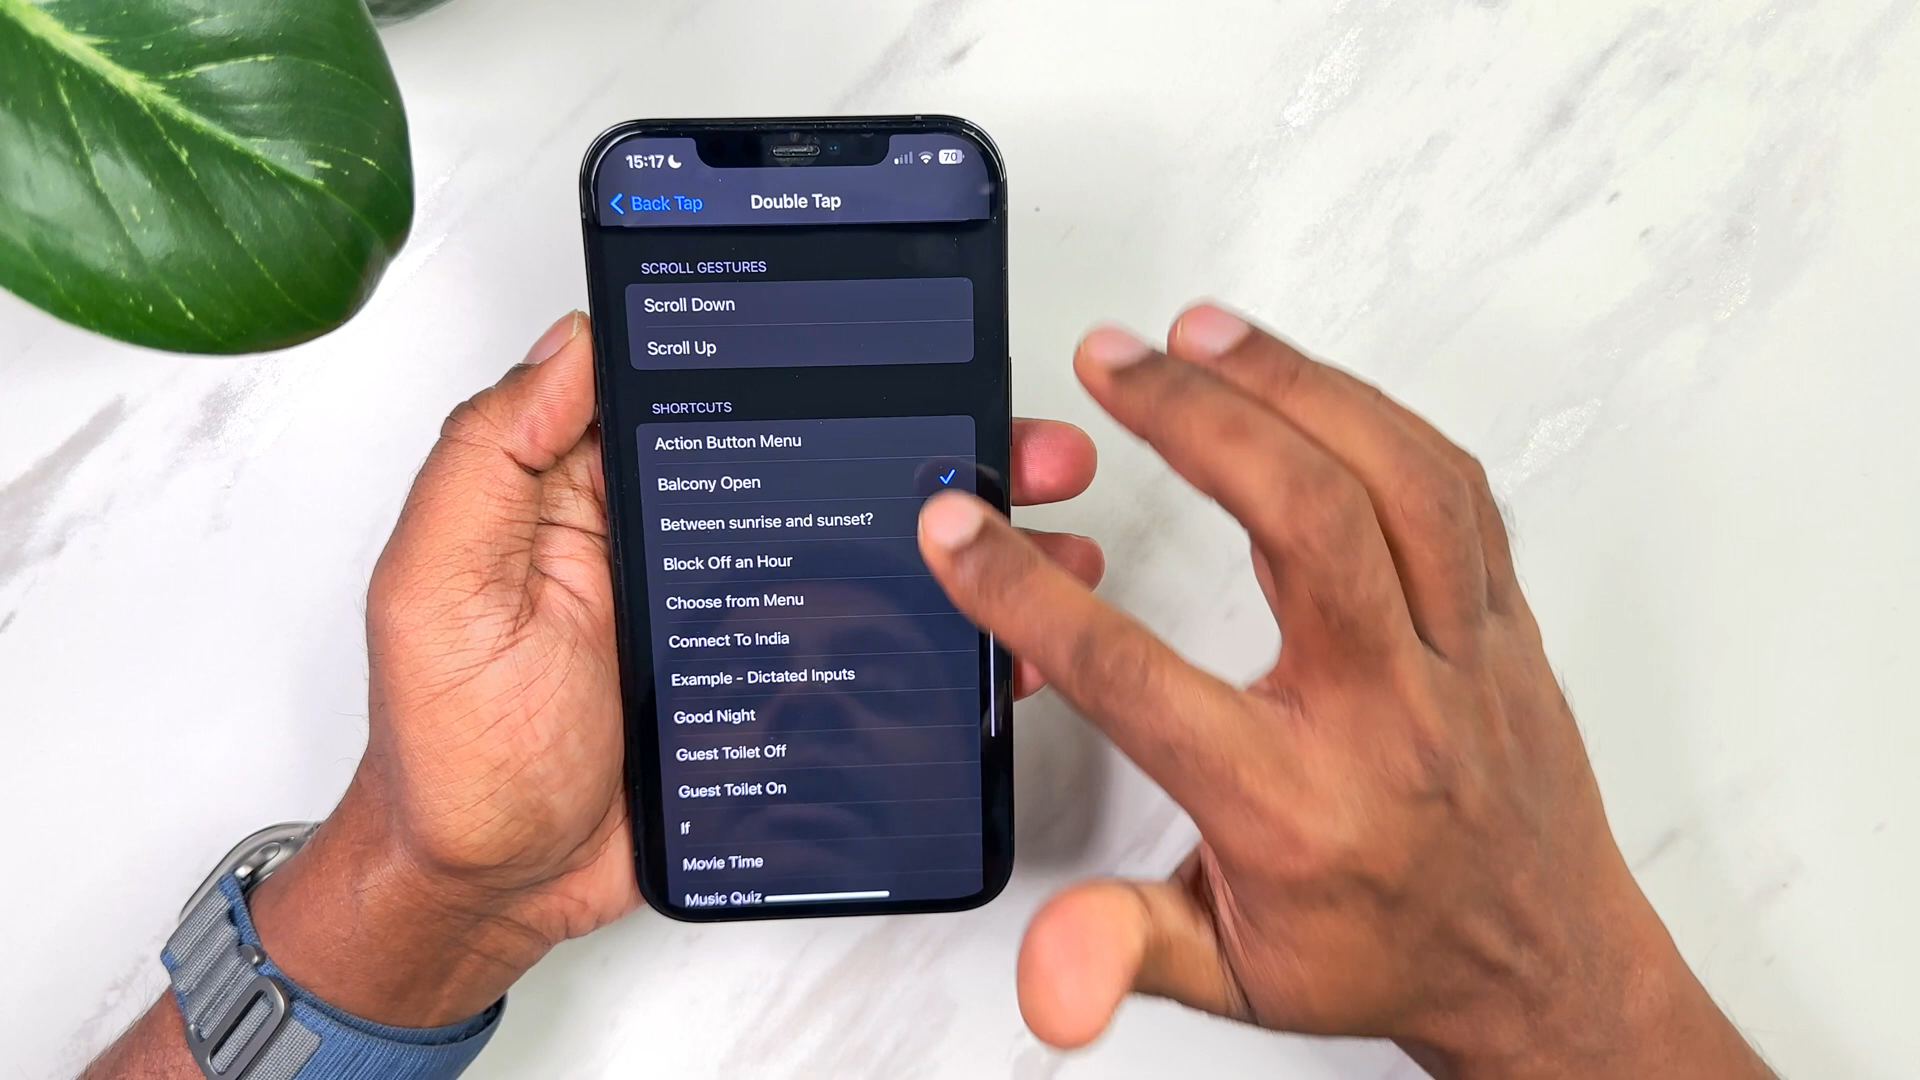 15:17
70
Back Tap
Double Tap
SCROLL GESTURES
Scroll Down
Scroll Up
SHORTCUTS
Action Button Menu
Balcony Open
Between sunrise and sunset?
Block Off an Hour
Choose from Menu
Connect To India
Example - Dictated Inputs
Good Night
Guest Toilet Off
Guest Toilet On
If
Movie Time
Music Quiz